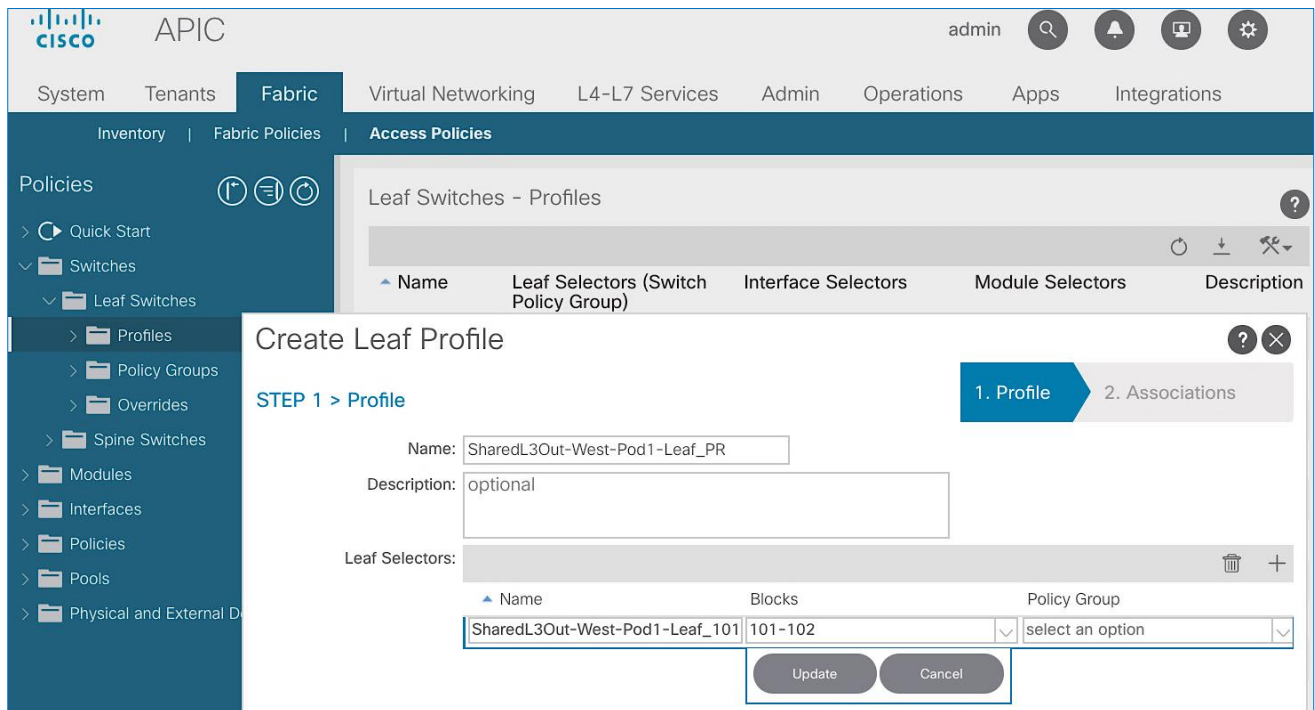 CISCO APIC admin
System Tenants Fabric Virtual Networking L4-L7 Services Admin Operations Apps Integrations
Inventory | Fabric Policies | Access Policies
Policies
Quick Start
Switches
Leaf Switches
Profiles
Policy Groups
Overrides
Spine Switches
Modules
Interfaces
Policies
Pools
Physical and External D
Leaf Switches - Profiles
?
Name Leaf Selectors (Switch Policy Group) Interface Selectors Module Selectors Description
Create Leaf Profile
?
STEP 1 > Profile
1. Profile 2. Associations
Name: SharedL3Out-West-Pod1-Leaf_PR
Description: optional
Leaf Selectors:
Name Blocks Policy Group
SharedL3Out-West-Pod1-Leaf_101 101-102 select an option
Update Cancel